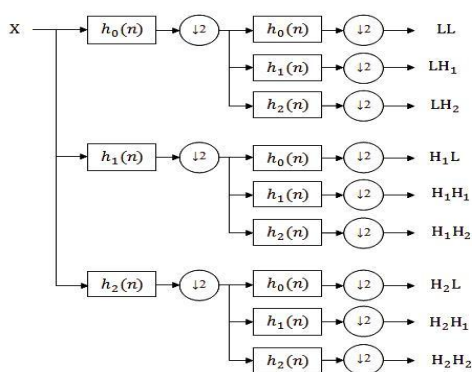 X h₀(n) ↓2 h₀(n) ↓2 LL
h₁(n) ↓2 LH₁
h₂(n) ↓2 LH₂
h₁(n) ↓2 h₀(n) ↓2 H₁L
h₁(n) ↓2 H₁H₁
h₂(n) ↓2 H₁H₂
h₂(n) ↓2 h₀(n) ↓2 H₂L
h₁(n) ↓2 H₂H₁
h₂(n) ↓2 H₂H₂